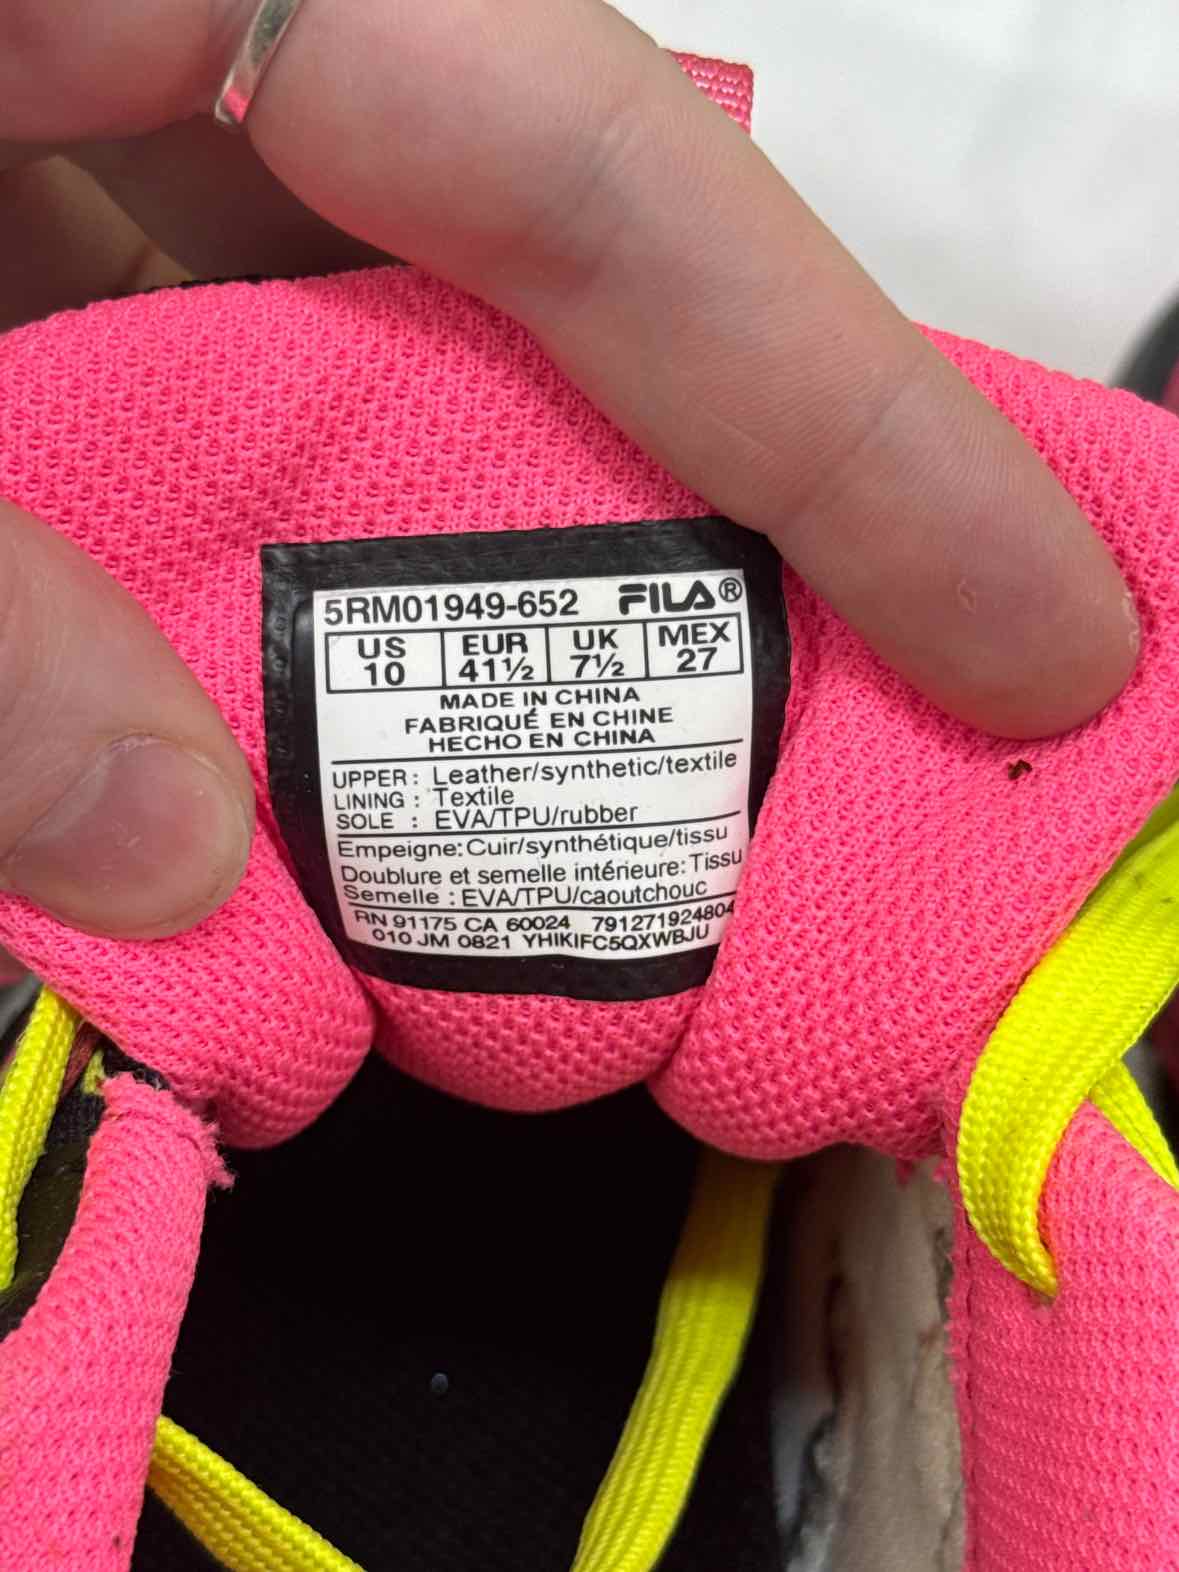 5RM01949-652 FILA®
US EUR UK MEX
10 41½ 7½ 27
MADE IN CHINA
FABRIQUÉ EN CHINE
HECHO EN CHINA
UPPER : Leather/synthetic/textile
LINING : Textile
SOLE : EVA/TPU/rubber
Empeigne: Cuir/synthétique/tissu
Doublure et semelle intérieure: Tissu
Semelle : EVA/TPU/caoutchouc
RN 91175 CA 60024 791271924804
010 JM 0821 YHIKIFC5QXWBJU